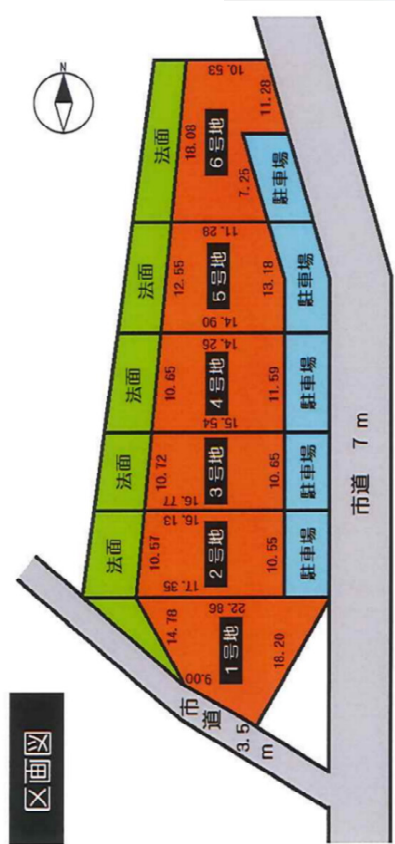 区画図
N
市道 3.5m
9.00
1号地
14.78
22.86
18.20
法面
10.57
17.35
2号地
16.13
10.55
駐車場
法面
10.72
16.77
3号地
10.65
駐車場
法面
10.65
15.54
4号地
14.25
11.59
駐車場
法面
12.55
14.90
5号地
11.29
13.18
駐車場
法面
18.08
6号地
10.53
7.25
11.28
駐車場
市道 7m